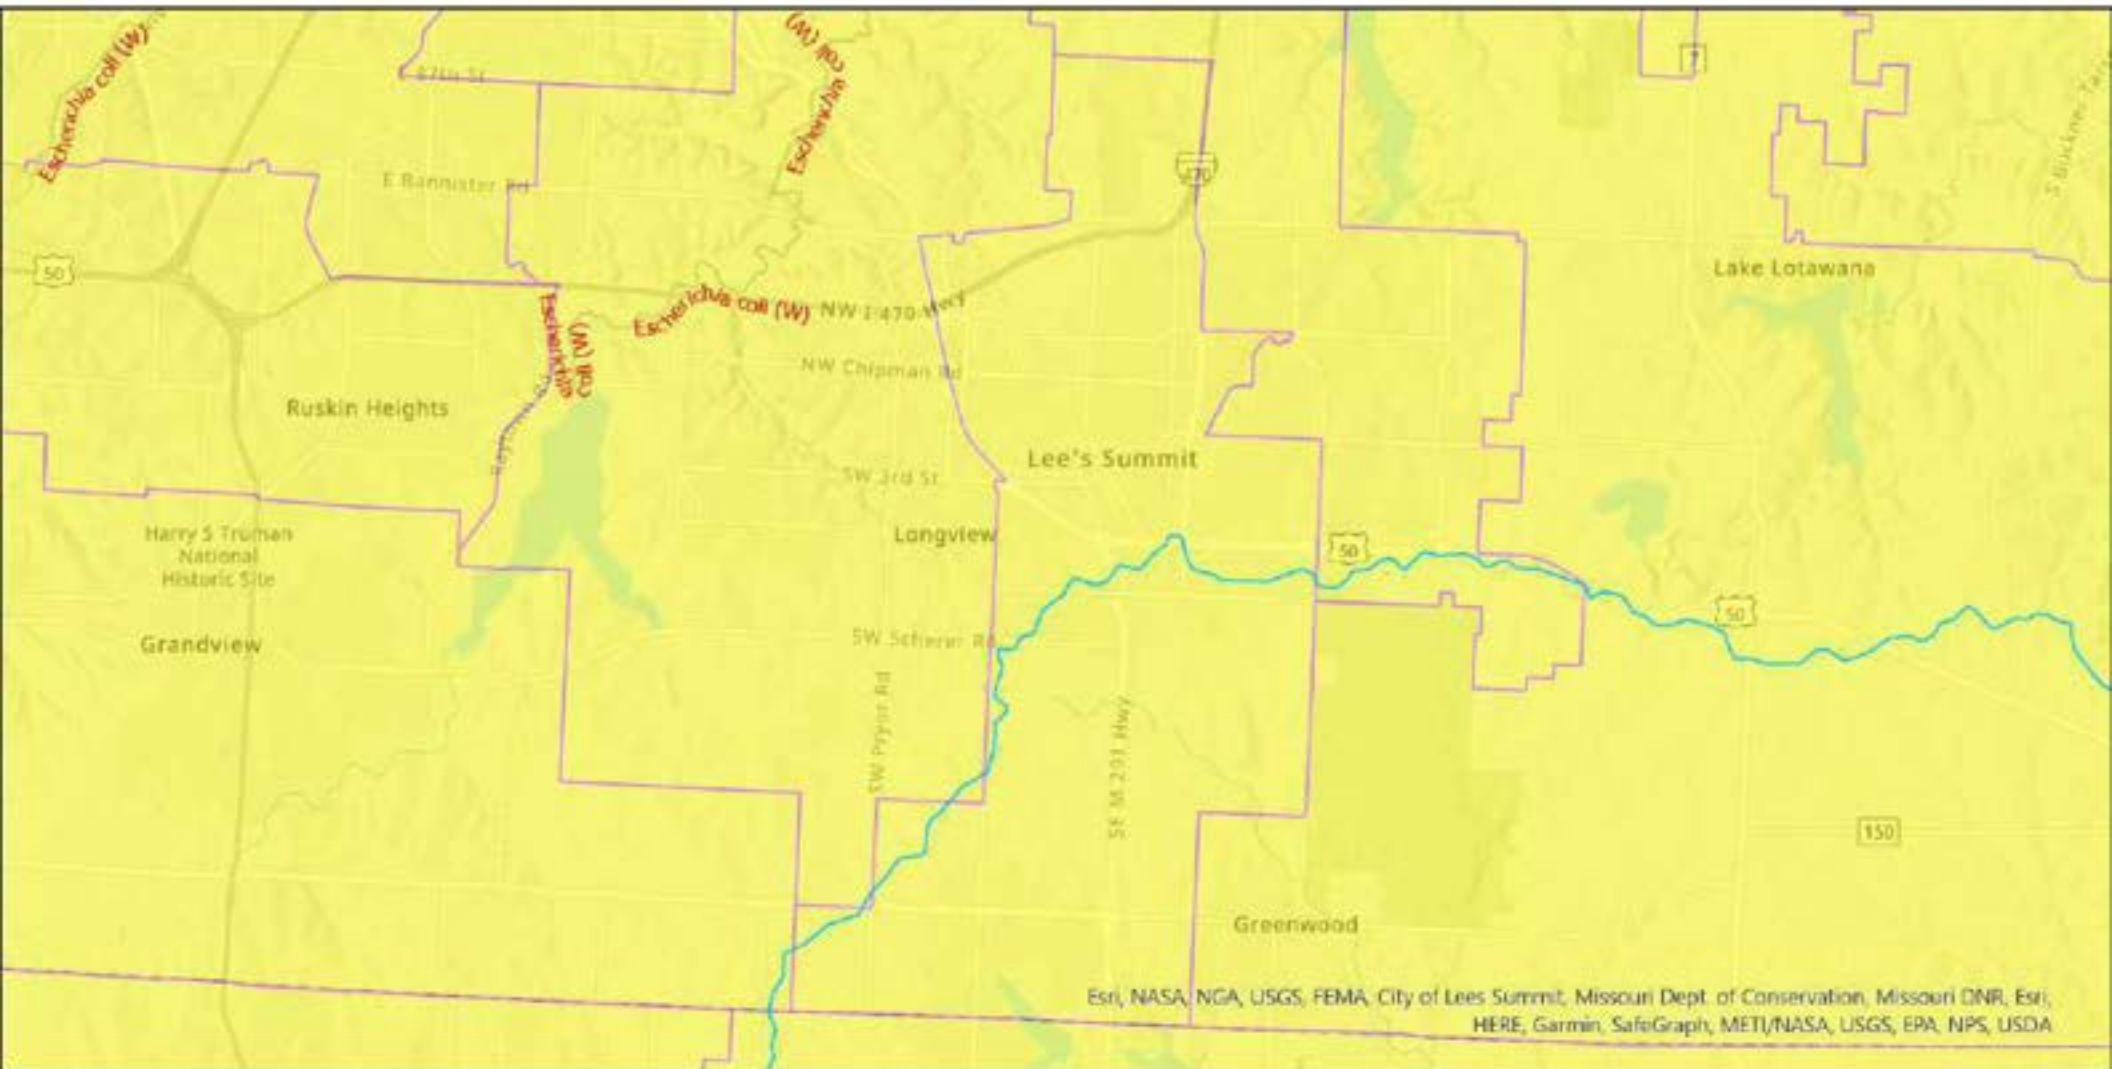 Escherichia coli (W)
Escherichia coli (W)
87th St
7
S Buckner
470
E Bannister Rd
50
Lake Lotawana
Escherichia coli (W)
Escherichia coli (W)
NW I-470 Hwy
NW Chipman Rd
Ruskin Heights
Lee's Summit
SW 3rd St
Longview
50
Harry S Truman
National
Historic Site
50
Grandview
SW Scherer Rd
SW Pryor Rd
SE M 291 Hwy
150
Greenwood
Esri, NASA, NGA, USGS, FEMA, City of Lees Summit, Missouri Dept. of Conservation, Missouri DNR, Esri,
HERE, Garmin, SafeGraph, METI/NASA, USGS, EPA, NPS, USDA